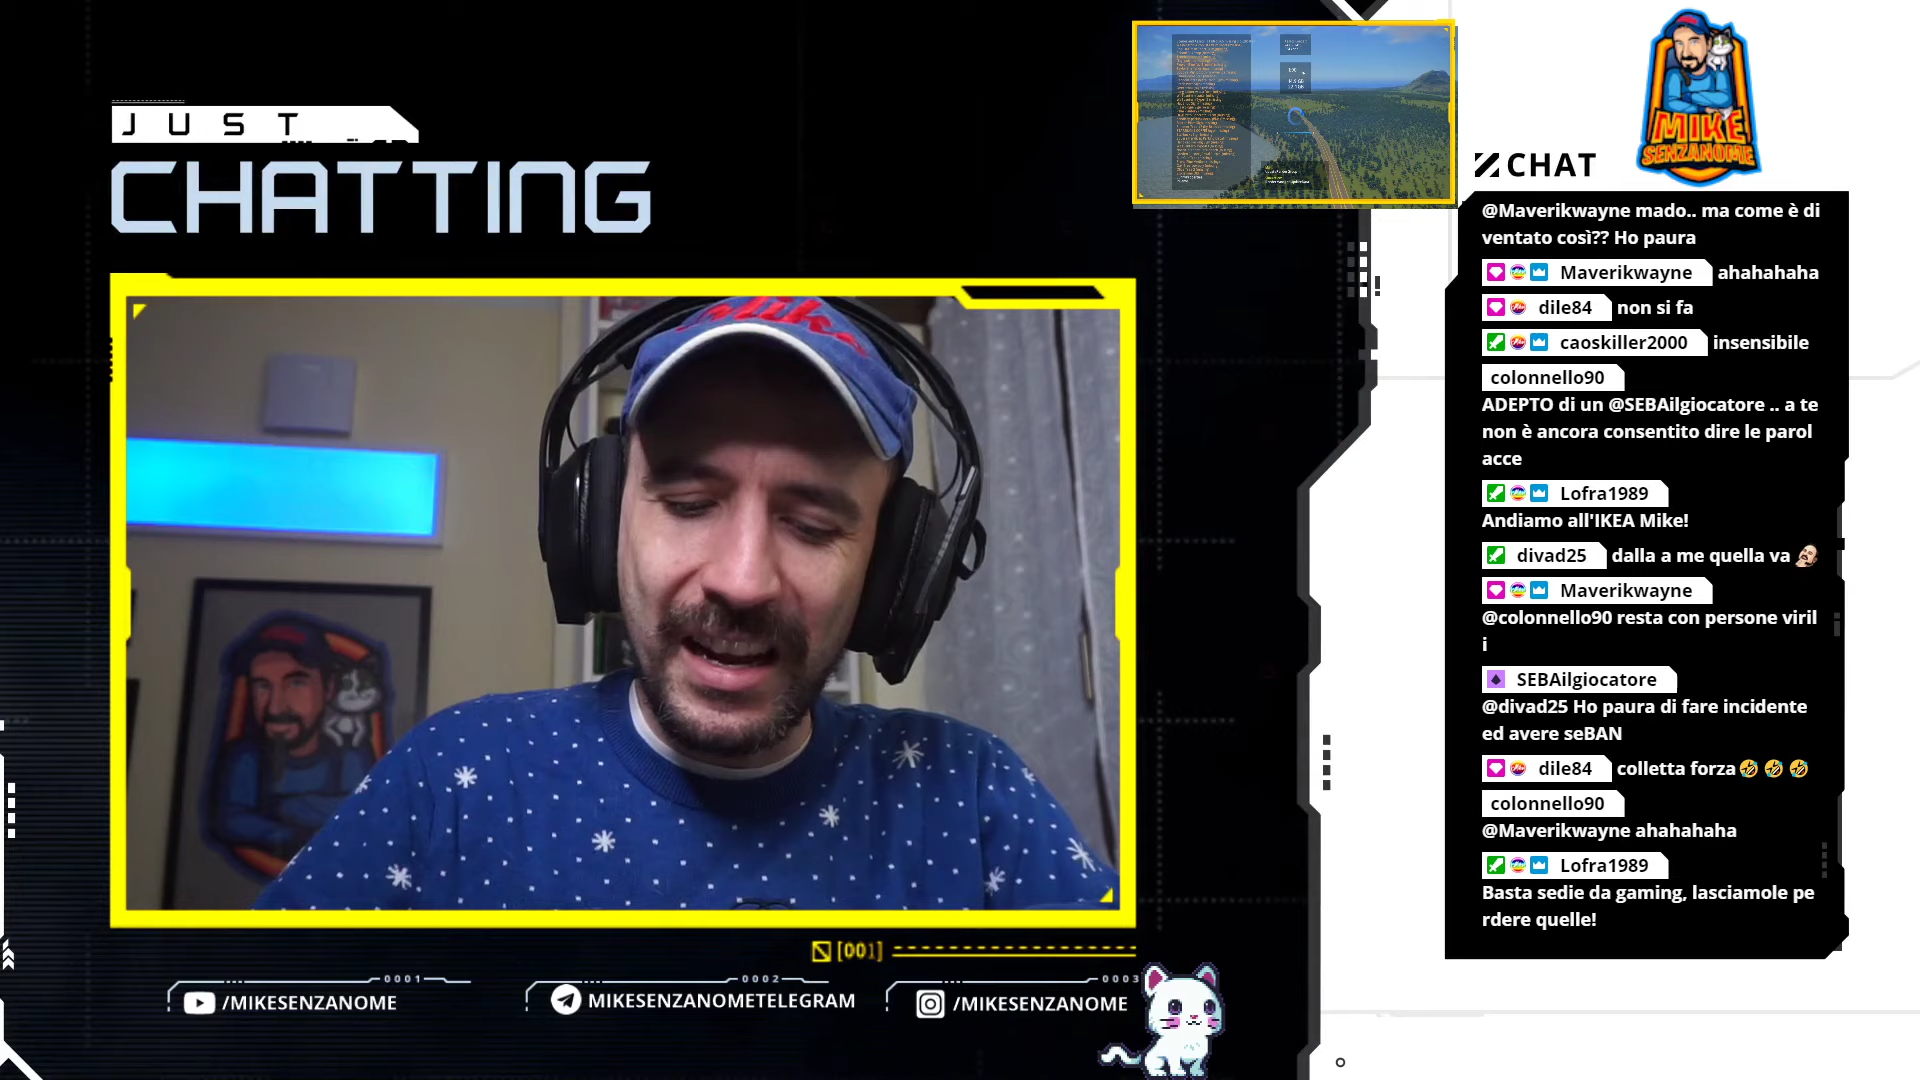 JUST
CHATTING
Mike
[001]
0001
/MIKESENZANOME
0002
MIKESENZANOMETELEGRAM
0003
/MIKESENZANOME
MIKE
SENZANOME
CHAT
@Maverikwayne mado.. ma come è di
ventato così?? Ho paura
Maverikwayne ahahahaha
dile84 non si fa
caoskiller2000 insensibile
colonnello90
ADEPTO di un @SEBAilgiocatore .. a te
non è ancora consentito dire le parol
acce
Lofra1989
Andiamo all'IKEA Mike!
divad25 dalla a me quella va
Maverikwayne
@colonnello90 resta con persone viril
i
SEBAilgiocatore
@divad25 Ho paura di fare incidente
ed avere seBAN
dile84 colletta forza🤣🤣🤣
colonnello90
@Maverikwayne ahahahaha
Lofra1989
Basta sedie da gaming, lasciamole pe
rdere quelle!